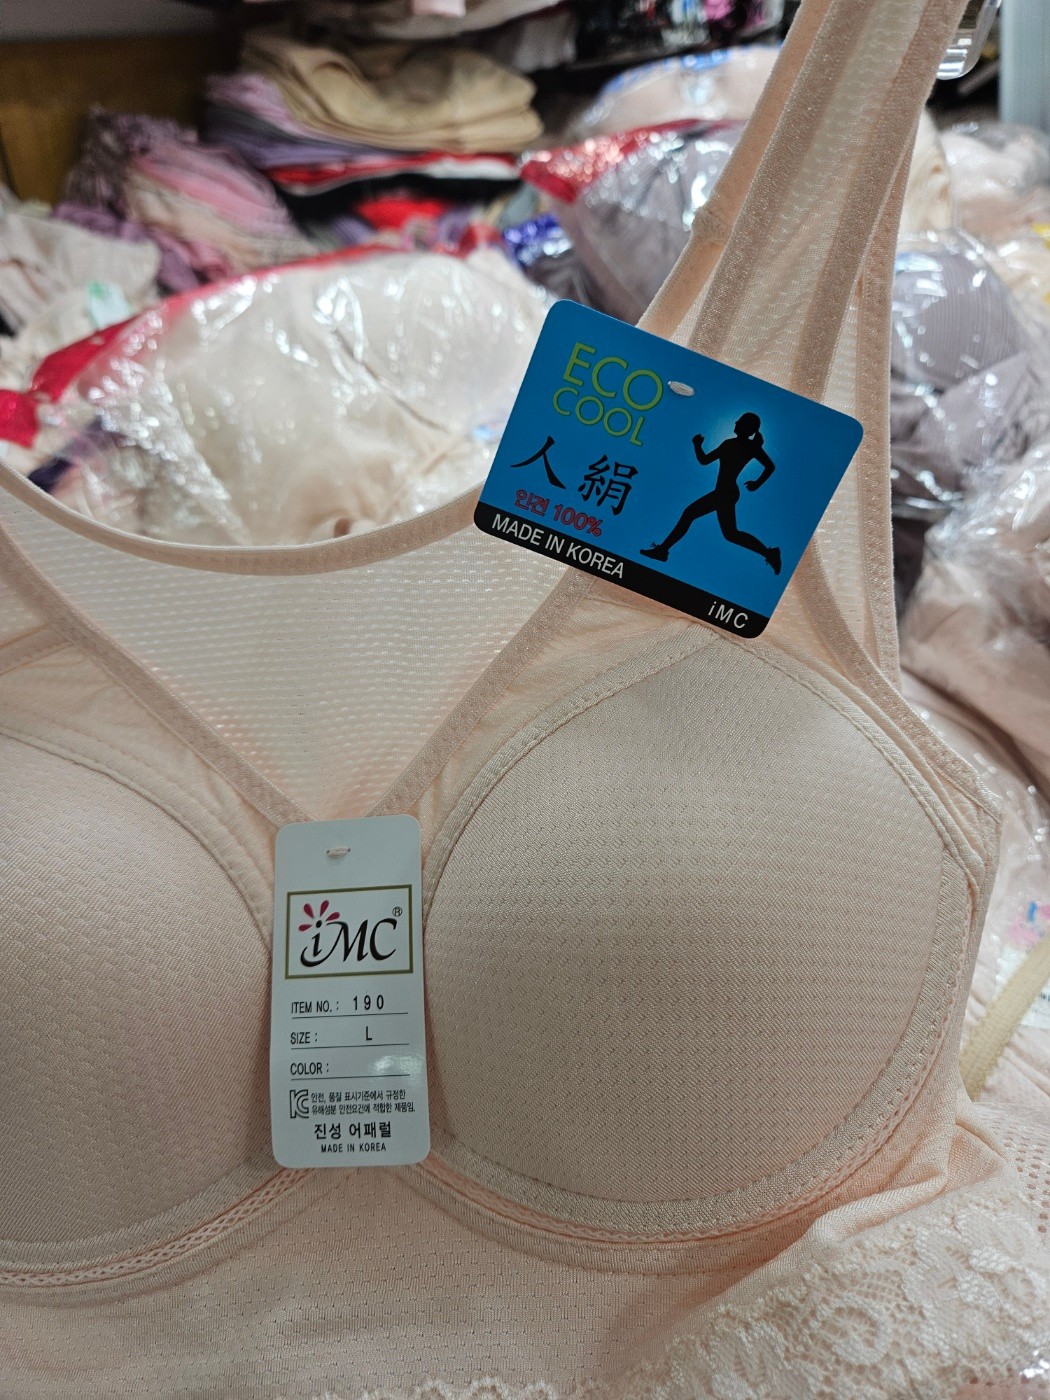 ECO
COOL
人絹
인견 100%
MADE IN KOREA
iMC
iMC®
ITEM NO. : 190
SIZE : L
COLOR :
안전, 품질 표시기준에서 규정한
유해성분 안전요건에 적합한 제품임.
진성 어패럴
MADE IN KOREA